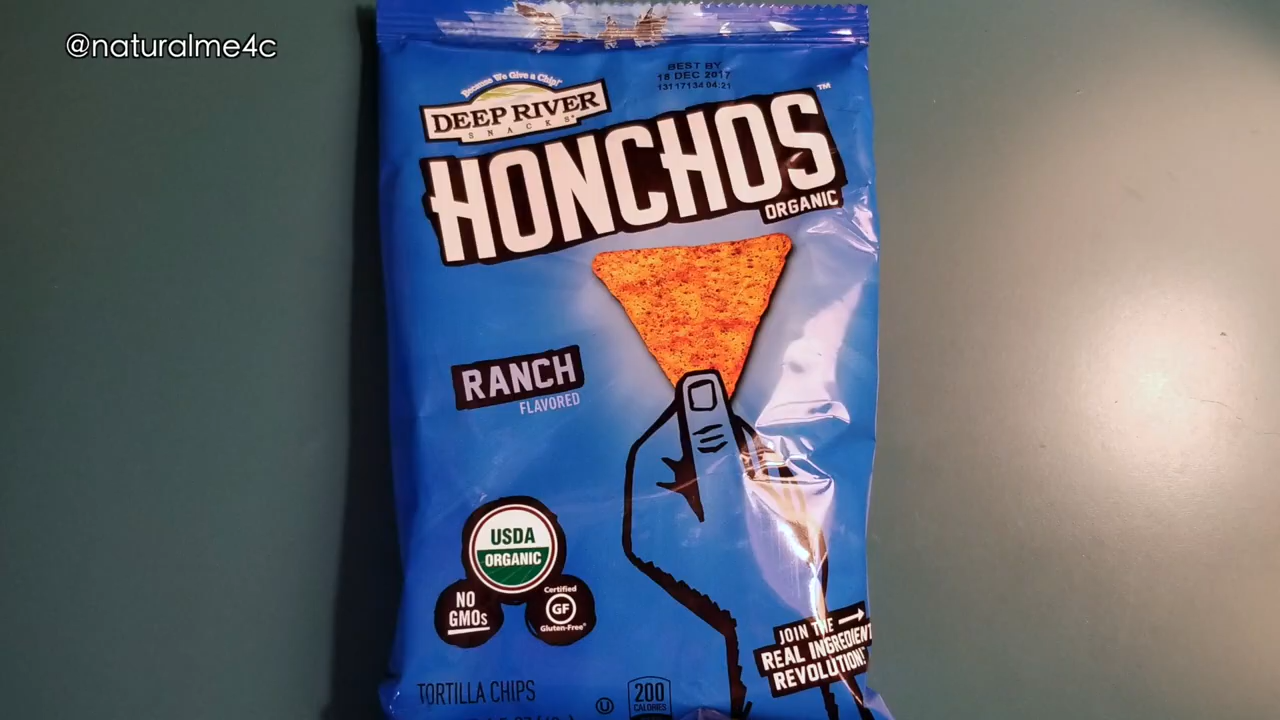 @naturalme4c
BEST BY
18 DEC 2017
13117134 04:21
Because We Give a Chip!
DEEP RIVER
SNACKS®
HONCHOS™
ORGANIC
RANCH
FLAVORED
USDA
ORGANIC
NO
GMOs
Certified
GF
Gluten-Free®
JOIN THE
REAL INGREDIENT
REVOLUTION!
TORTILLA CHIPS
U
200
CALORIES